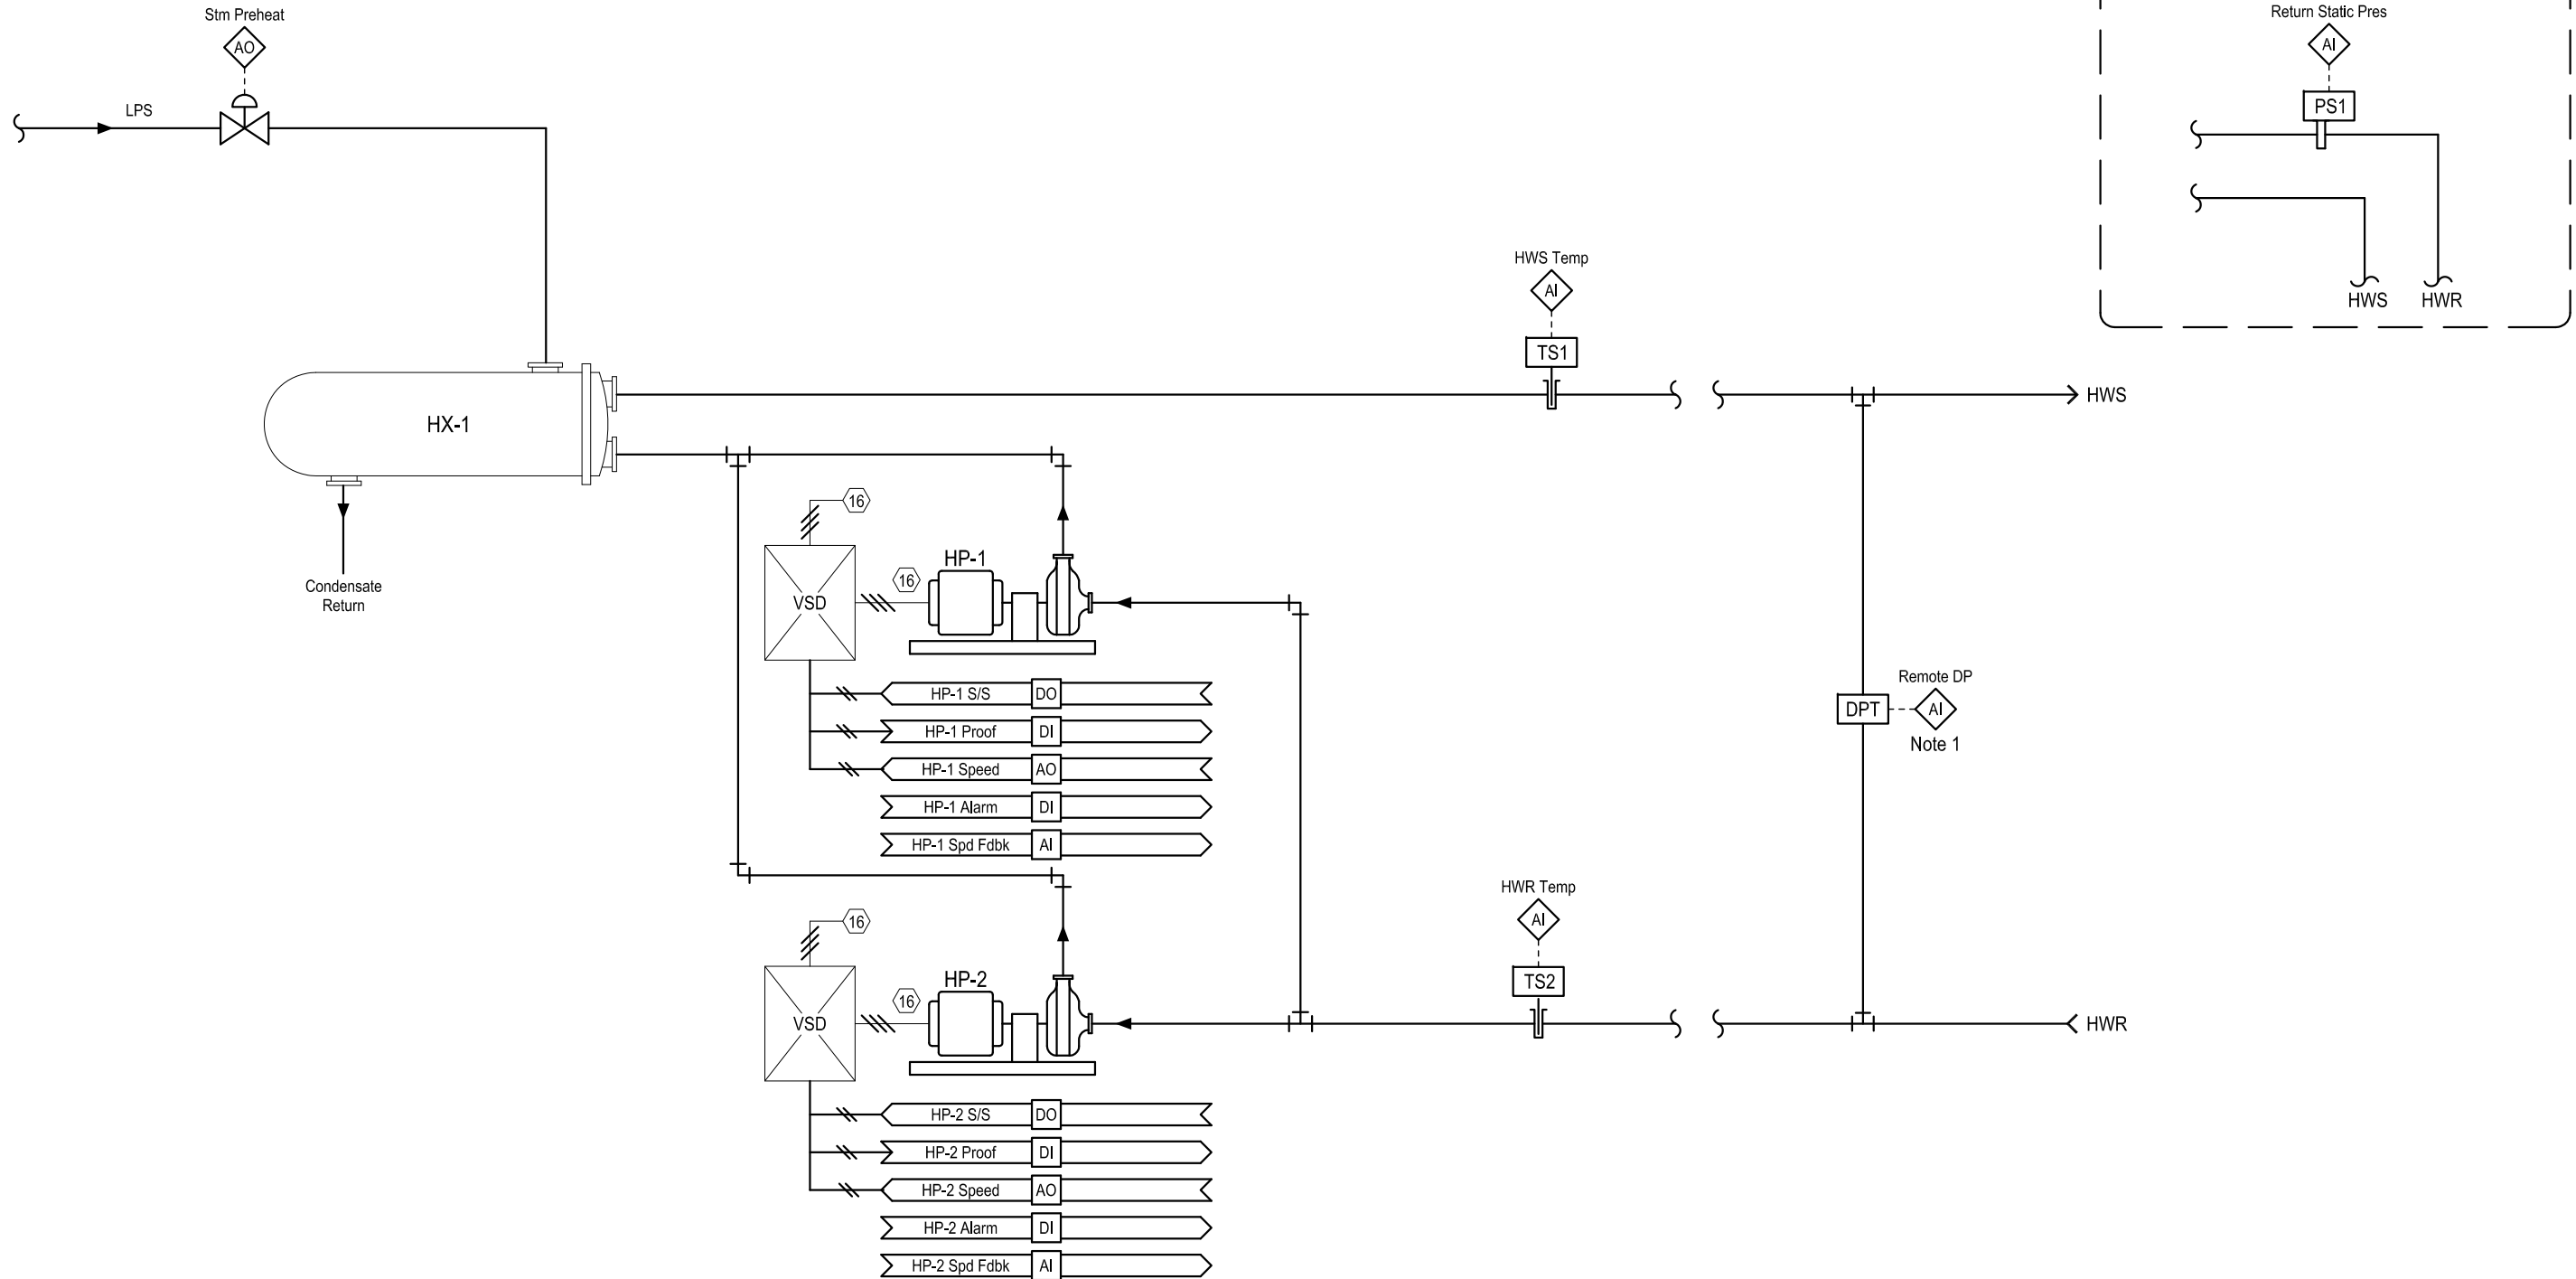 Stm Preheat
AO
LPS
Return Static Pres
AI
PS1
HWS
HWR
HWS Temp
AI
TS1
HWS
HX-1
Condensate
Return
16
VSD
16
HP-1
HP-1 S/S DO
HP-1 Proof DI
HP-1 Speed AO
HP-1 Alarm DI
HP-1 Spd Fdbk AI
Remote DP
DPT
AI
Note 1
HWR Temp
AI
TS2
HWR
16
VSD
16
HP-2
HP-2 S/S DO
HP-2 Proof DI
HP-2 Speed AO
HP-2 Alarm DI
HP-2 Spd Fdbk AI